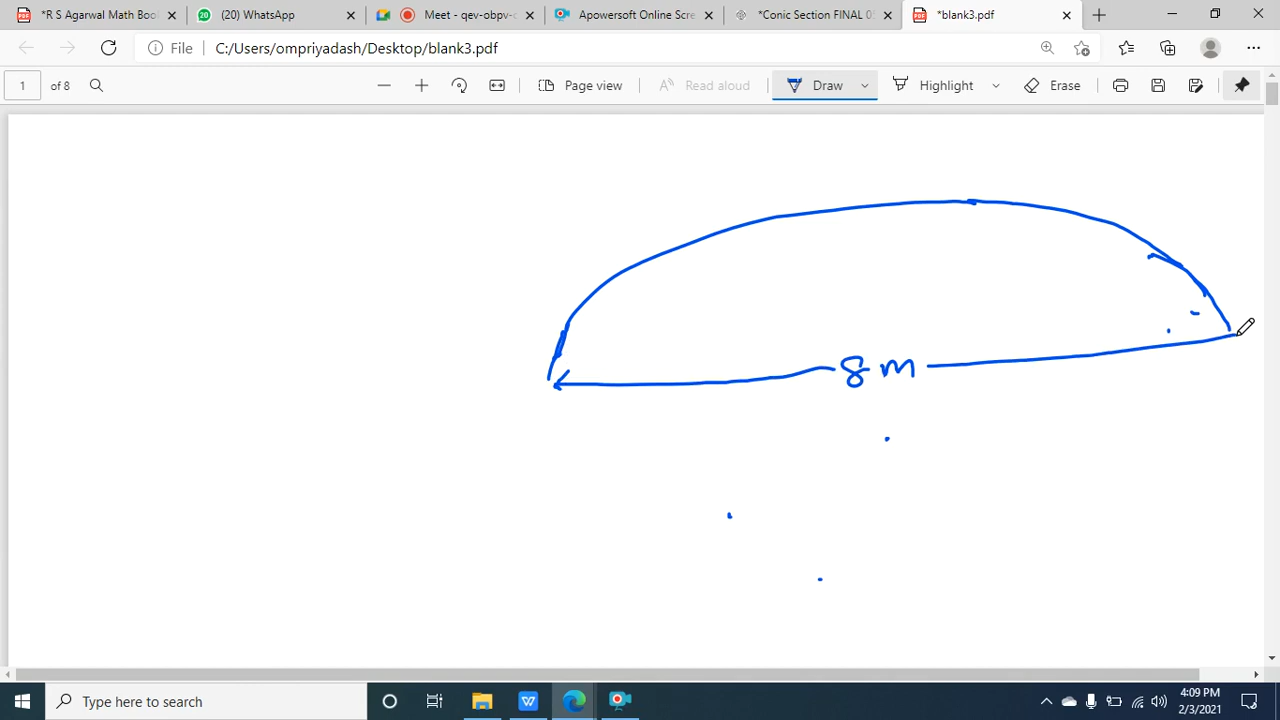 *R S Agarwal Math Boo
(20) WhatsApp
Meet - qev-obpv-c
Apowersoft Online Scre
*Conic Section FINAL 05
*blank3.pdf
File
C:/Users/ompriyadash/Desktop/blank3.pdf
1 of 8
Page view
Read aloud
Draw
Highlight
Erase
8 m
Type here to search
4:09 PM
2/3/2021